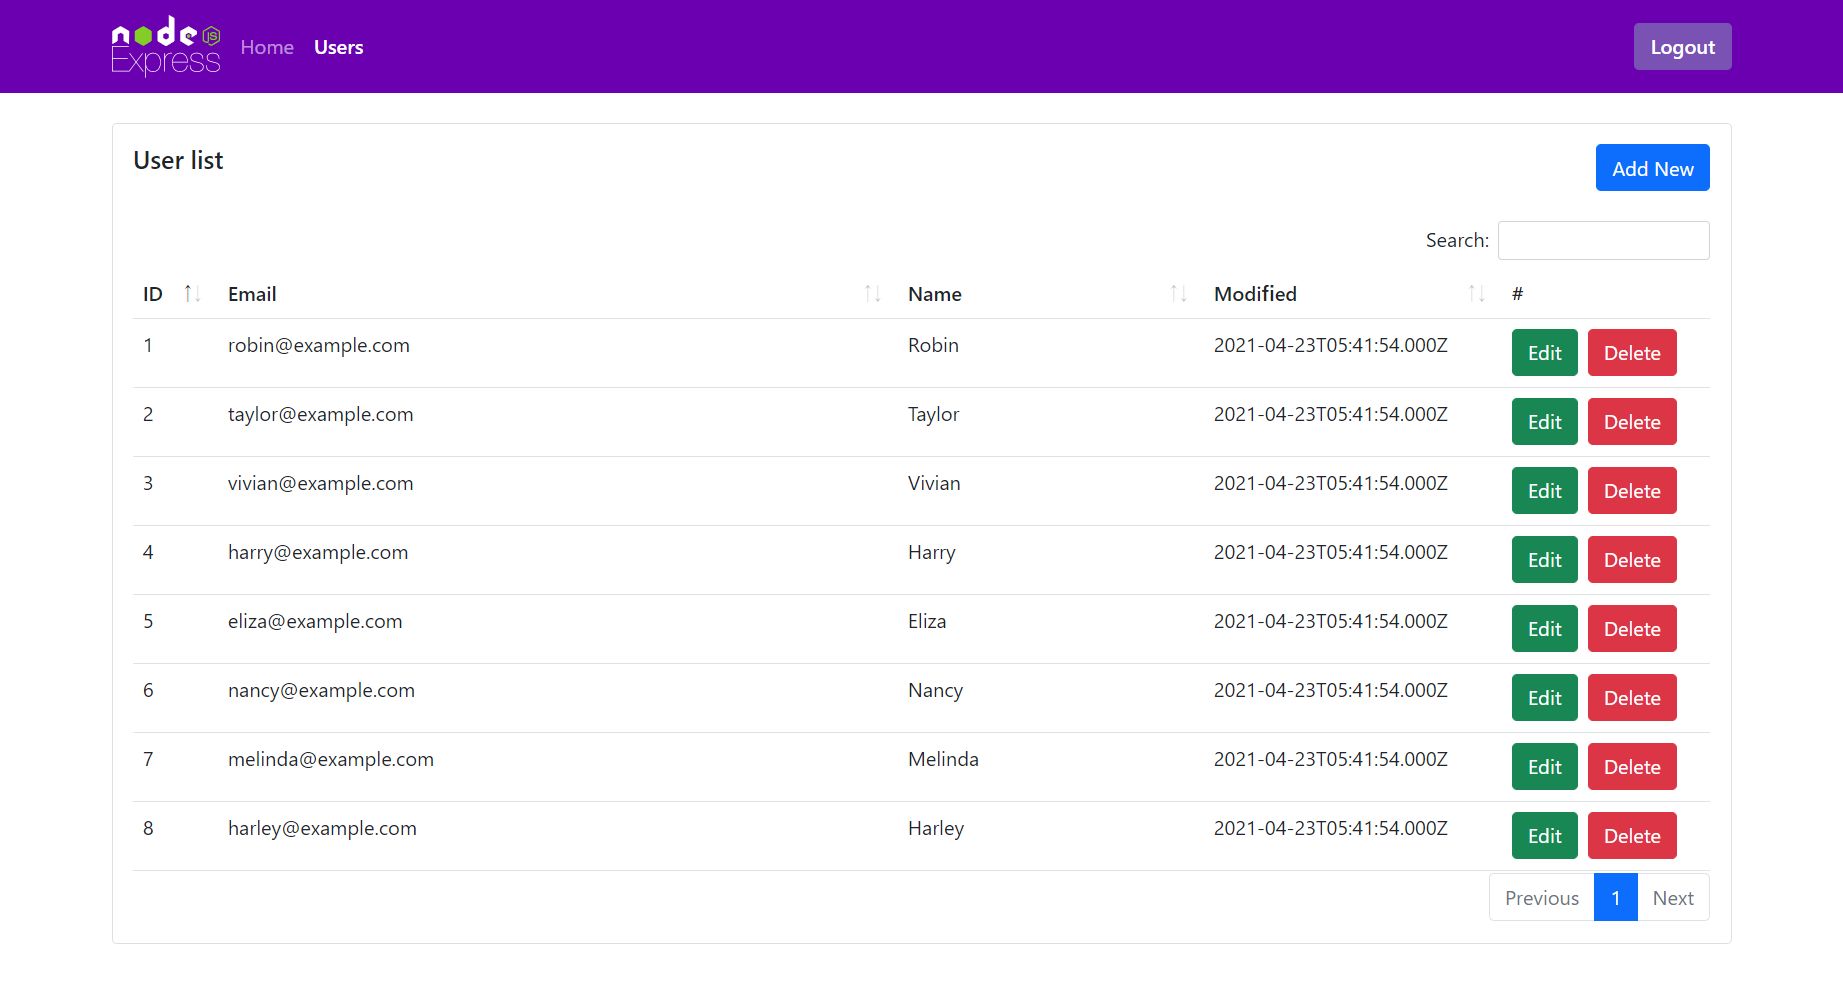 node JS
Express
Home Users Logout
User list
Add New
Search:
ID Email Name Modified #
1 robin@example.com Robin 2021-04-23T05:41:54.000Z Edit Delete
2 taylor@example.com Taylor 2021-04-23T05:41:54.000Z Edit Delete
3 vivian@example.com Vivian 2021-04-23T05:41:54.000Z Edit Delete
4 harry@example.com Harry 2021-04-23T05:41:54.000Z Edit Delete
5 eliza@example.com Eliza 2021-04-23T05:41:54.000Z Edit Delete
6 nancy@example.com Nancy 2021-04-23T05:41:54.000Z Edit Delete
7 melinda@example.com Melinda 2021-04-23T05:41:54.000Z Edit Delete
8 harley@example.com Harley 2021-04-23T05:41:54.000Z Edit Delete
Previous 1 Next